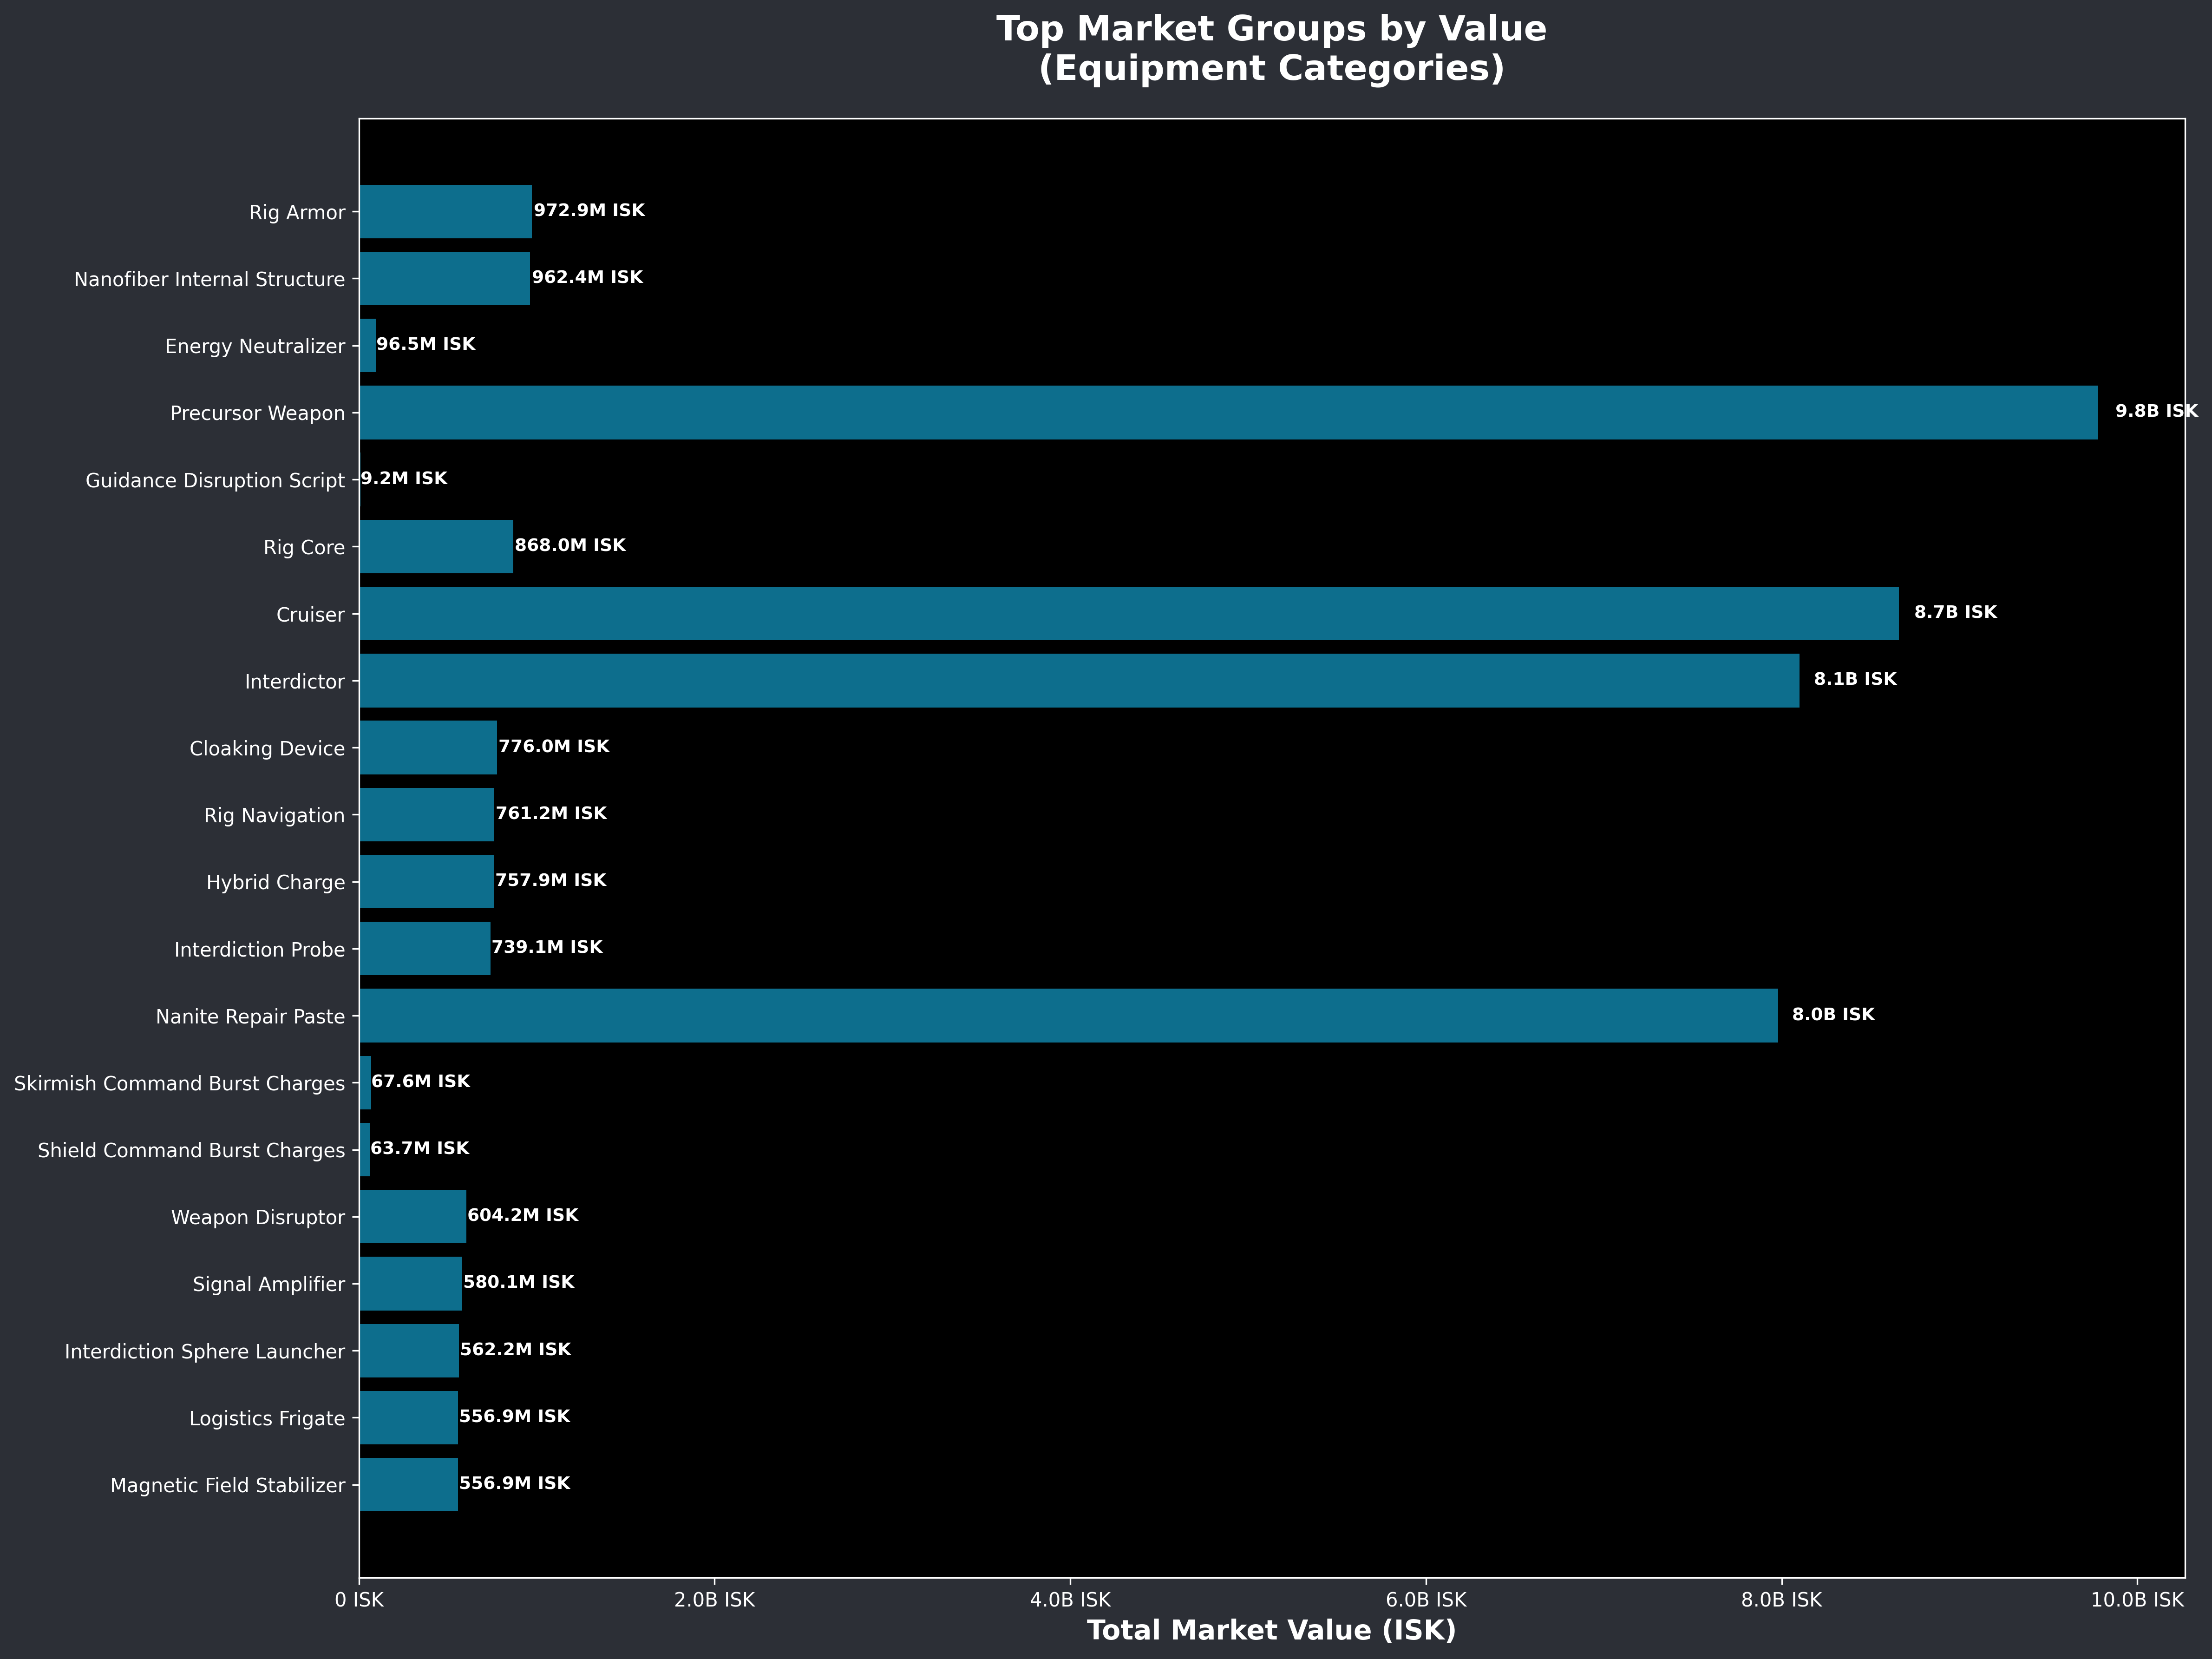 Top Market Groups by Value
(Equipment Categories)
Rig Armor 972.9M ISK
Nanofiber Internal Structure 962.4M ISK
Energy Neutralizer 96.5M ISK
Precursor Weapon 9.8B ISK
Guidance Disruption Script 9.2M ISK
Rig Core 868.0M ISK
Cruiser 8.7B ISK
Interdictor 8.1B ISK
Cloaking Device 776.0M ISK
Rig Navigation 761.2M ISK
Hybrid Charge 757.9M ISK
Interdiction Probe 739.1M ISK
Nanite Repair Paste 8.0B ISK
Skirmish Command Burst Charges 67.6M ISK
Shield Command Burst Charges 63.7M ISK
Weapon Disruptor 604.2M ISK
Signal Amplifier 580.1M ISK
Interdiction Sphere Launcher 562.2M ISK
Logistics Frigate 556.9M ISK
Magnetic Field Stabilizer 556.9M ISK
0 ISK 2.0B ISK 4.0B ISK 6.0B ISK 8.0B ISK 10.0B ISK
Total Market Value (ISK)